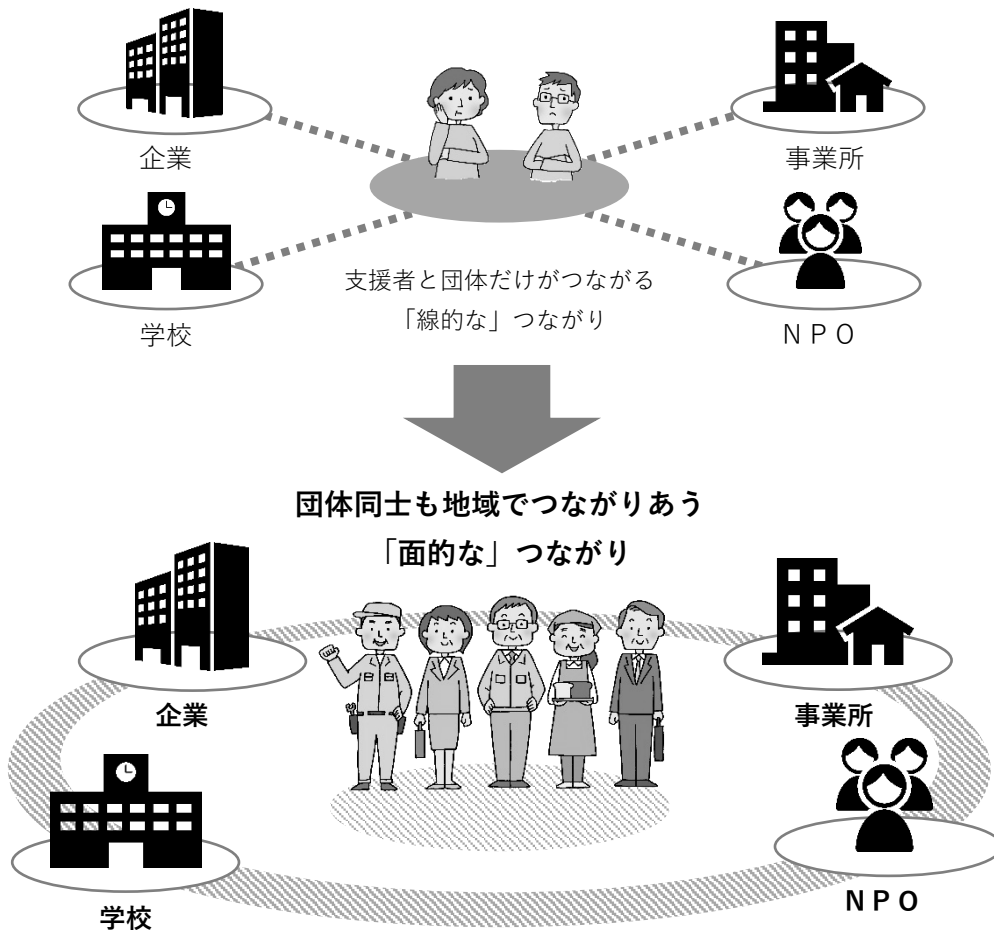 企業
事業所
学校
ＮＰＯ
支援者と団体だけがつながる
「線的な」つながり
団体同士も地域でつながりあう
「面的な」つながり
企業
事業所
学校
ＮＰＯ